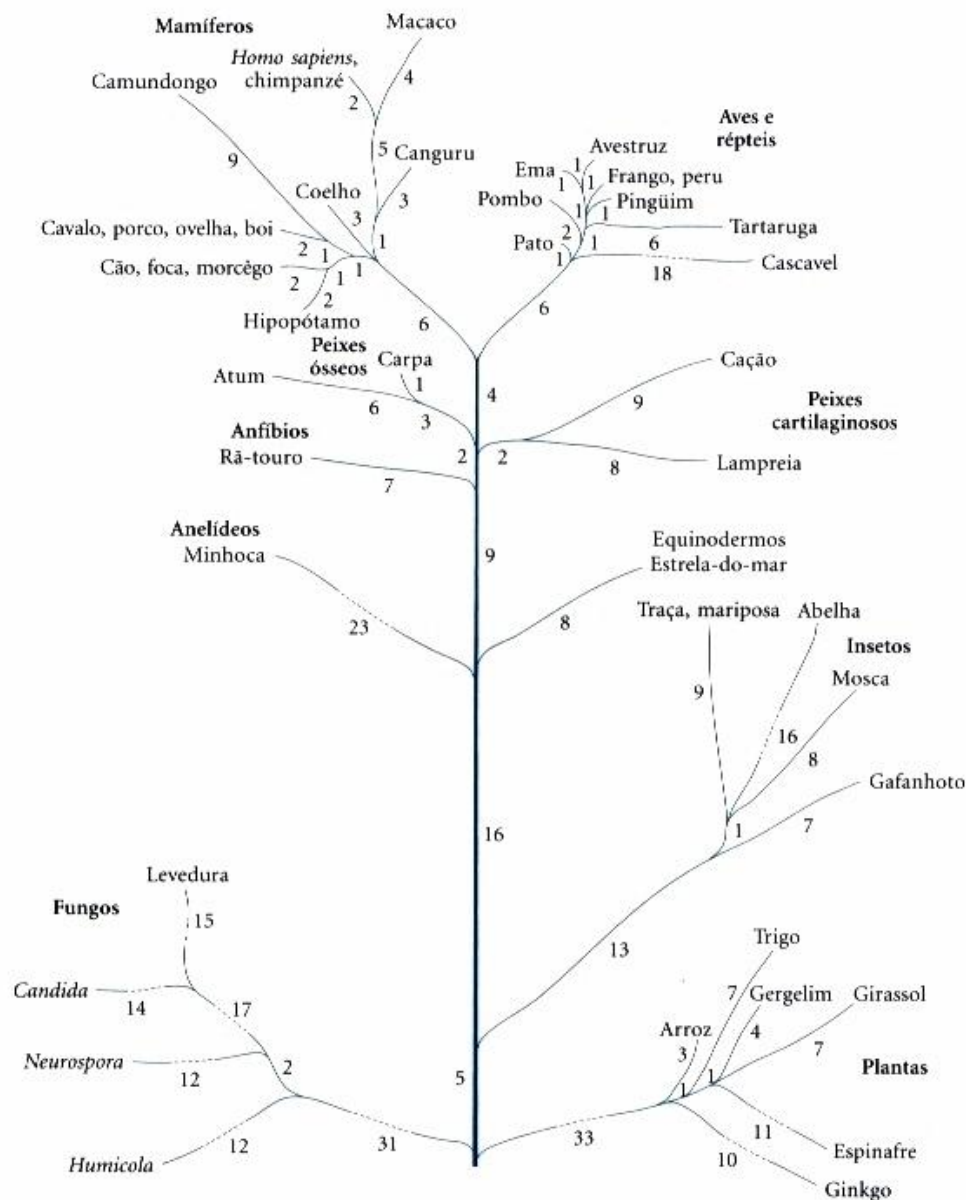 Mamíferos
Macaco
Homo sapiens,
chimpanzé
4
2
Camundongo
5
Canguru
9
Coelho
3
3
Cavalo, porco, ovelha, boi
2
1
1
Cão, foca, morcêgo
2
1
1
2
Hipopótamo
6
Aves e
répteis
Avestruz
Ema
1
1
1
Frango, peru
Pombo
1
Pingüim
1
Tartaruga
2
Pato
1
6
1
18
Cascavel
6
Peixes
ósseos
Carpa
Atum
1
6
3
4
Cação
9
Peixes
cartilaginosos
Anfíbios
Rã-touro
2
2
8
Lampreia
7
Anelídeos
Minhoca
9
23
Equinodermos
Estrela-do-mar
8
Traça, mariposa
Abelha
Insetos
Mosca
9
16
8
Gafanhoto
1
7
16
13
Levedura
Fungos
15
Candida
14
17
Neurospora
12
2
5
12
31
Humicola
Trigo
7
Gergelim
Girassol
Arroz
4
3
7
1
1
Plantas
33
11
Espinafre
10
Ginkgo